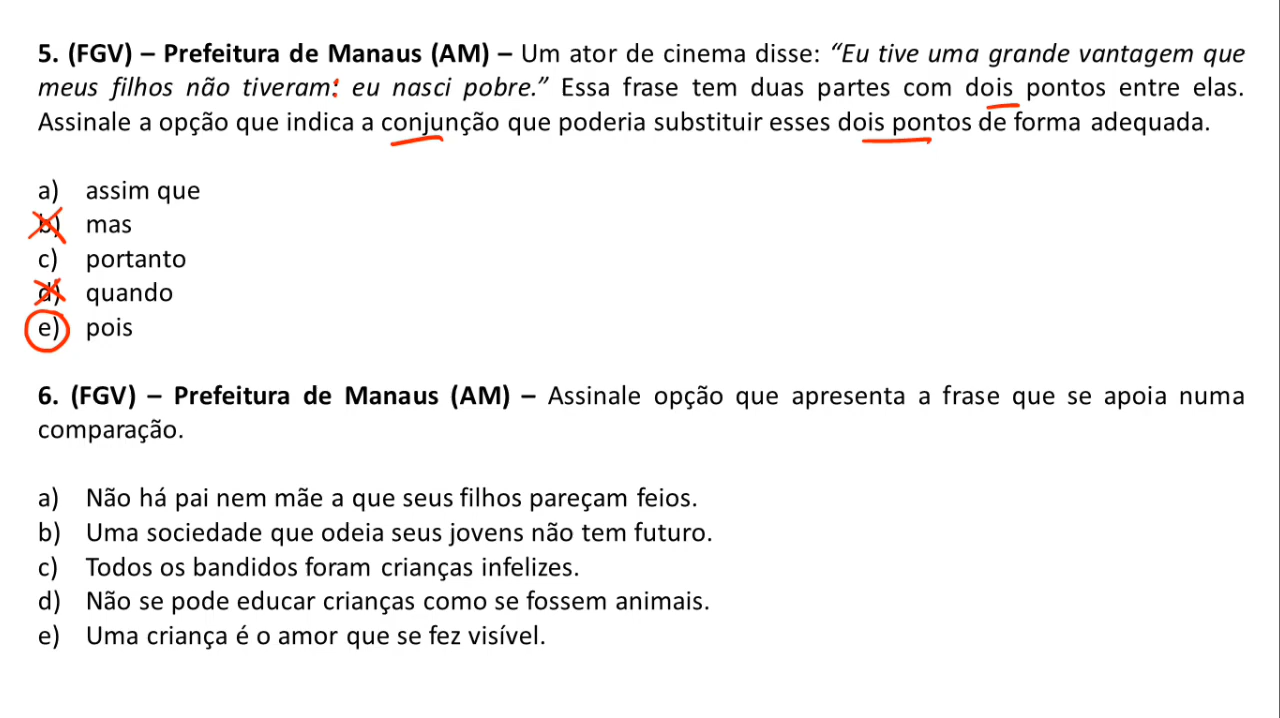 5. (FGV) – Prefeitura de Manaus (AM) – Um ator de cinema disse: “Eu tive uma grande vantagem que
meus filhos não tiveram: eu nasci pobre.” Essa frase tem duas partes com dois pontos entre elas.
Assinale a opção que indica a conjunção que poderia substituir esses dois pontos de forma adequada.
a) assim que
b) mas
c) portanto
d) quando
e) pois
6. (FGV) – Prefeitura de Manaus (AM) – Assinale opção que apresenta a frase que se apoia numa
comparação.
a) Não há pai nem mãe a que seus filhos pareçam feios.
b) Uma sociedade que odeia seus jovens não tem futuro.
c) Todos os bandidos foram crianças infelizes.
d) Não se pode educar crianças como se fossem animais.
e) Uma criança é o amor que se fez visível.